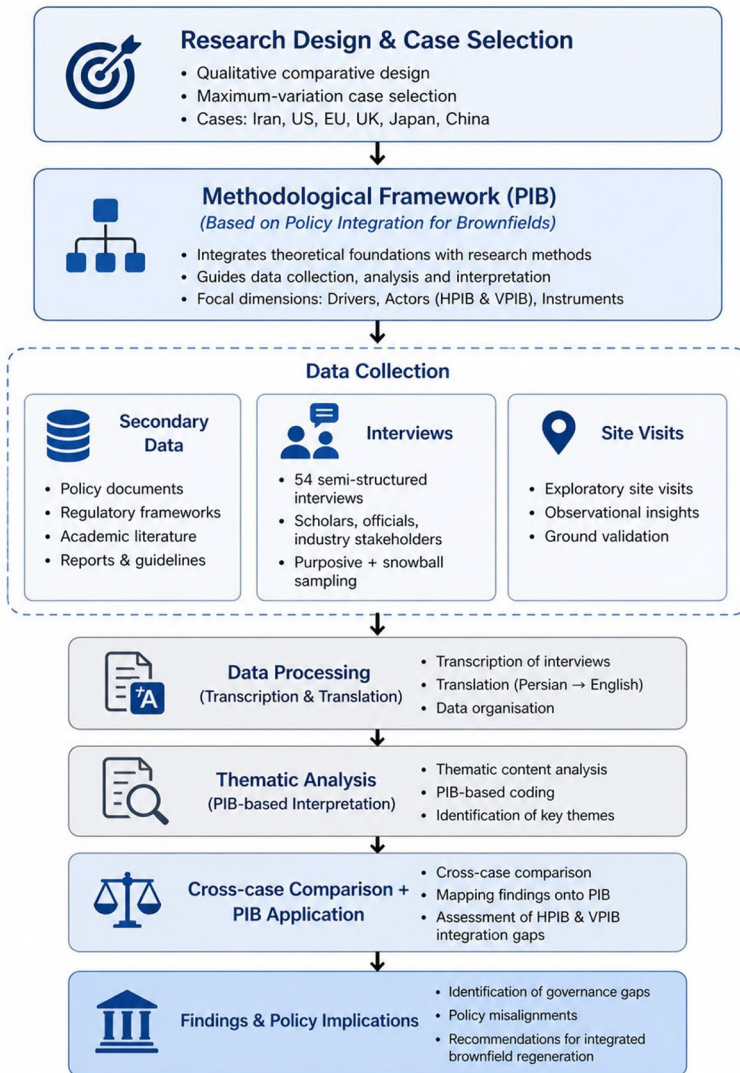 Research Design & Case Selection
• Qualitative comparative design
• Maximum-variation case selection
• Cases: Iran, US, EU, UK, Japan, China
Methodological Framework (PIB)
(Based on Policy Integration for Brownfields)
• Integrates theoretical foundations with research methods
• Guides data collection, analysis and interpretation
• Focal dimensions: Drivers, Actors (HPIB & VPIB), Instruments
Data Collection
Secondary
Data
• Policy documents
• Regulatory frameworks
• Academic literature
• Reports & guidelines
Interviews
• 54 semi-structured
interviews
• Scholars, officials,
industry stakeholders
• Purposive + snowball
sampling
Site Visits
• Exploratory site visits
• Observational insights
• Ground validation
A
Data Processing
(Transcription & Translation)
• Transcription of interviews
• Translation (Persian → English)
• Data organisation
Thematic Analysis
(PIB-based Interpretation)
• Thematic content analysis
• PIB-based coding
• Identification of key themes
Cross-case Comparison +
PIB Application
• Cross-case comparison
• Mapping findings onto PIB
• Assessment of HPIB & VPIB
integration gaps
Findings & Policy Implications
• Identification of governance gaps
• Policy misalignments
• Recommendations for integrated
brownfield regeneration